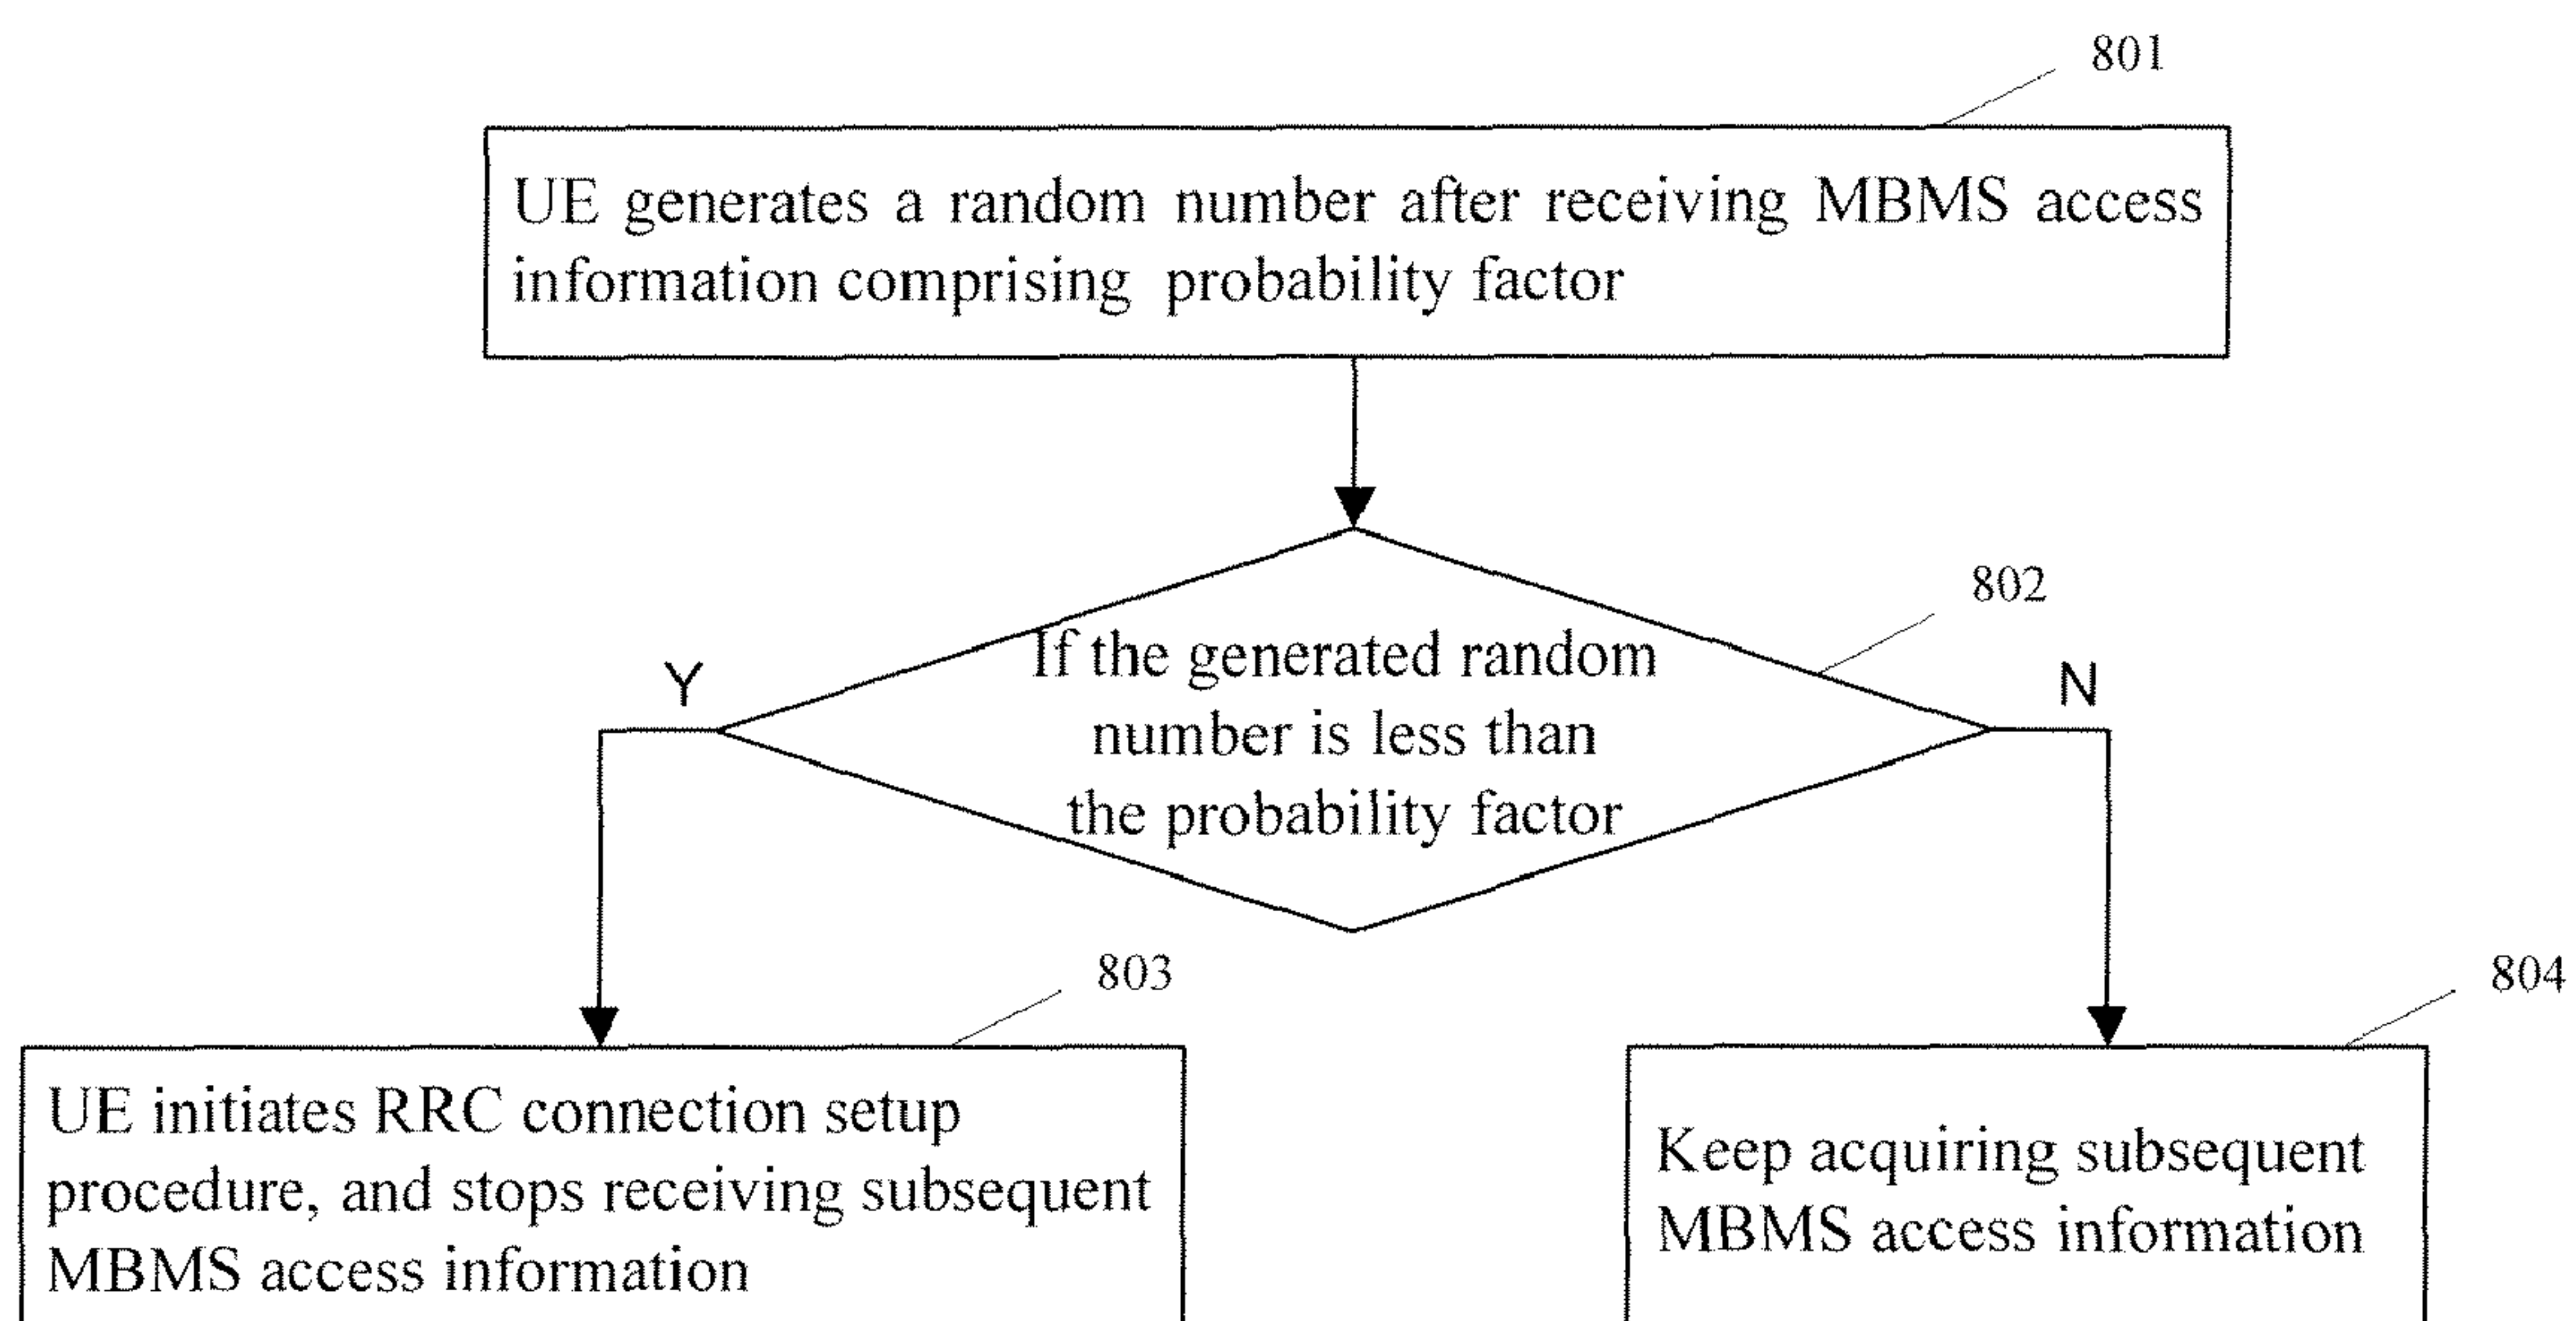 801
UE generates a random number after receiving MBMS access
information comprising probability factor
802
Y
N
If the generated random
number is less than
the probability factor
803
804
UE initiates RRC connection setup
procedure, and stops receiving subsequent
MBMS access information
Keep acquiring subsequent
MBMS access information